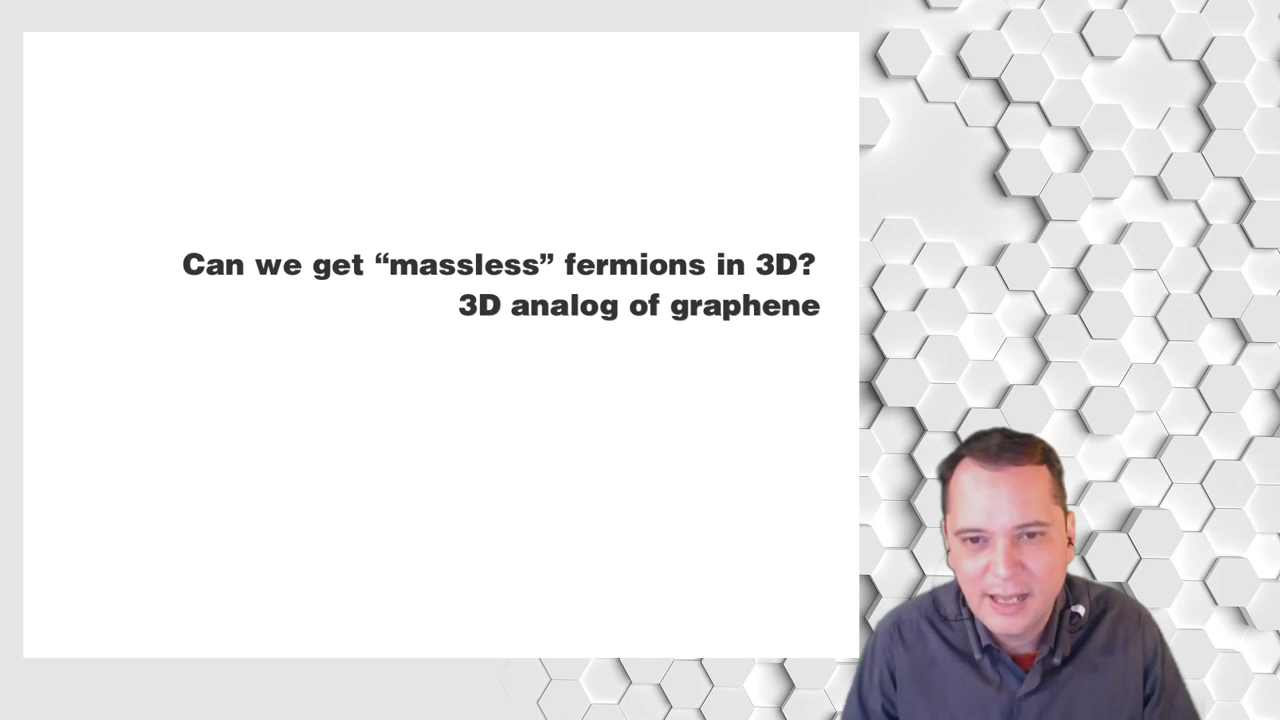 Can we get “massless” fermions in 3D?
3D analog of graphene